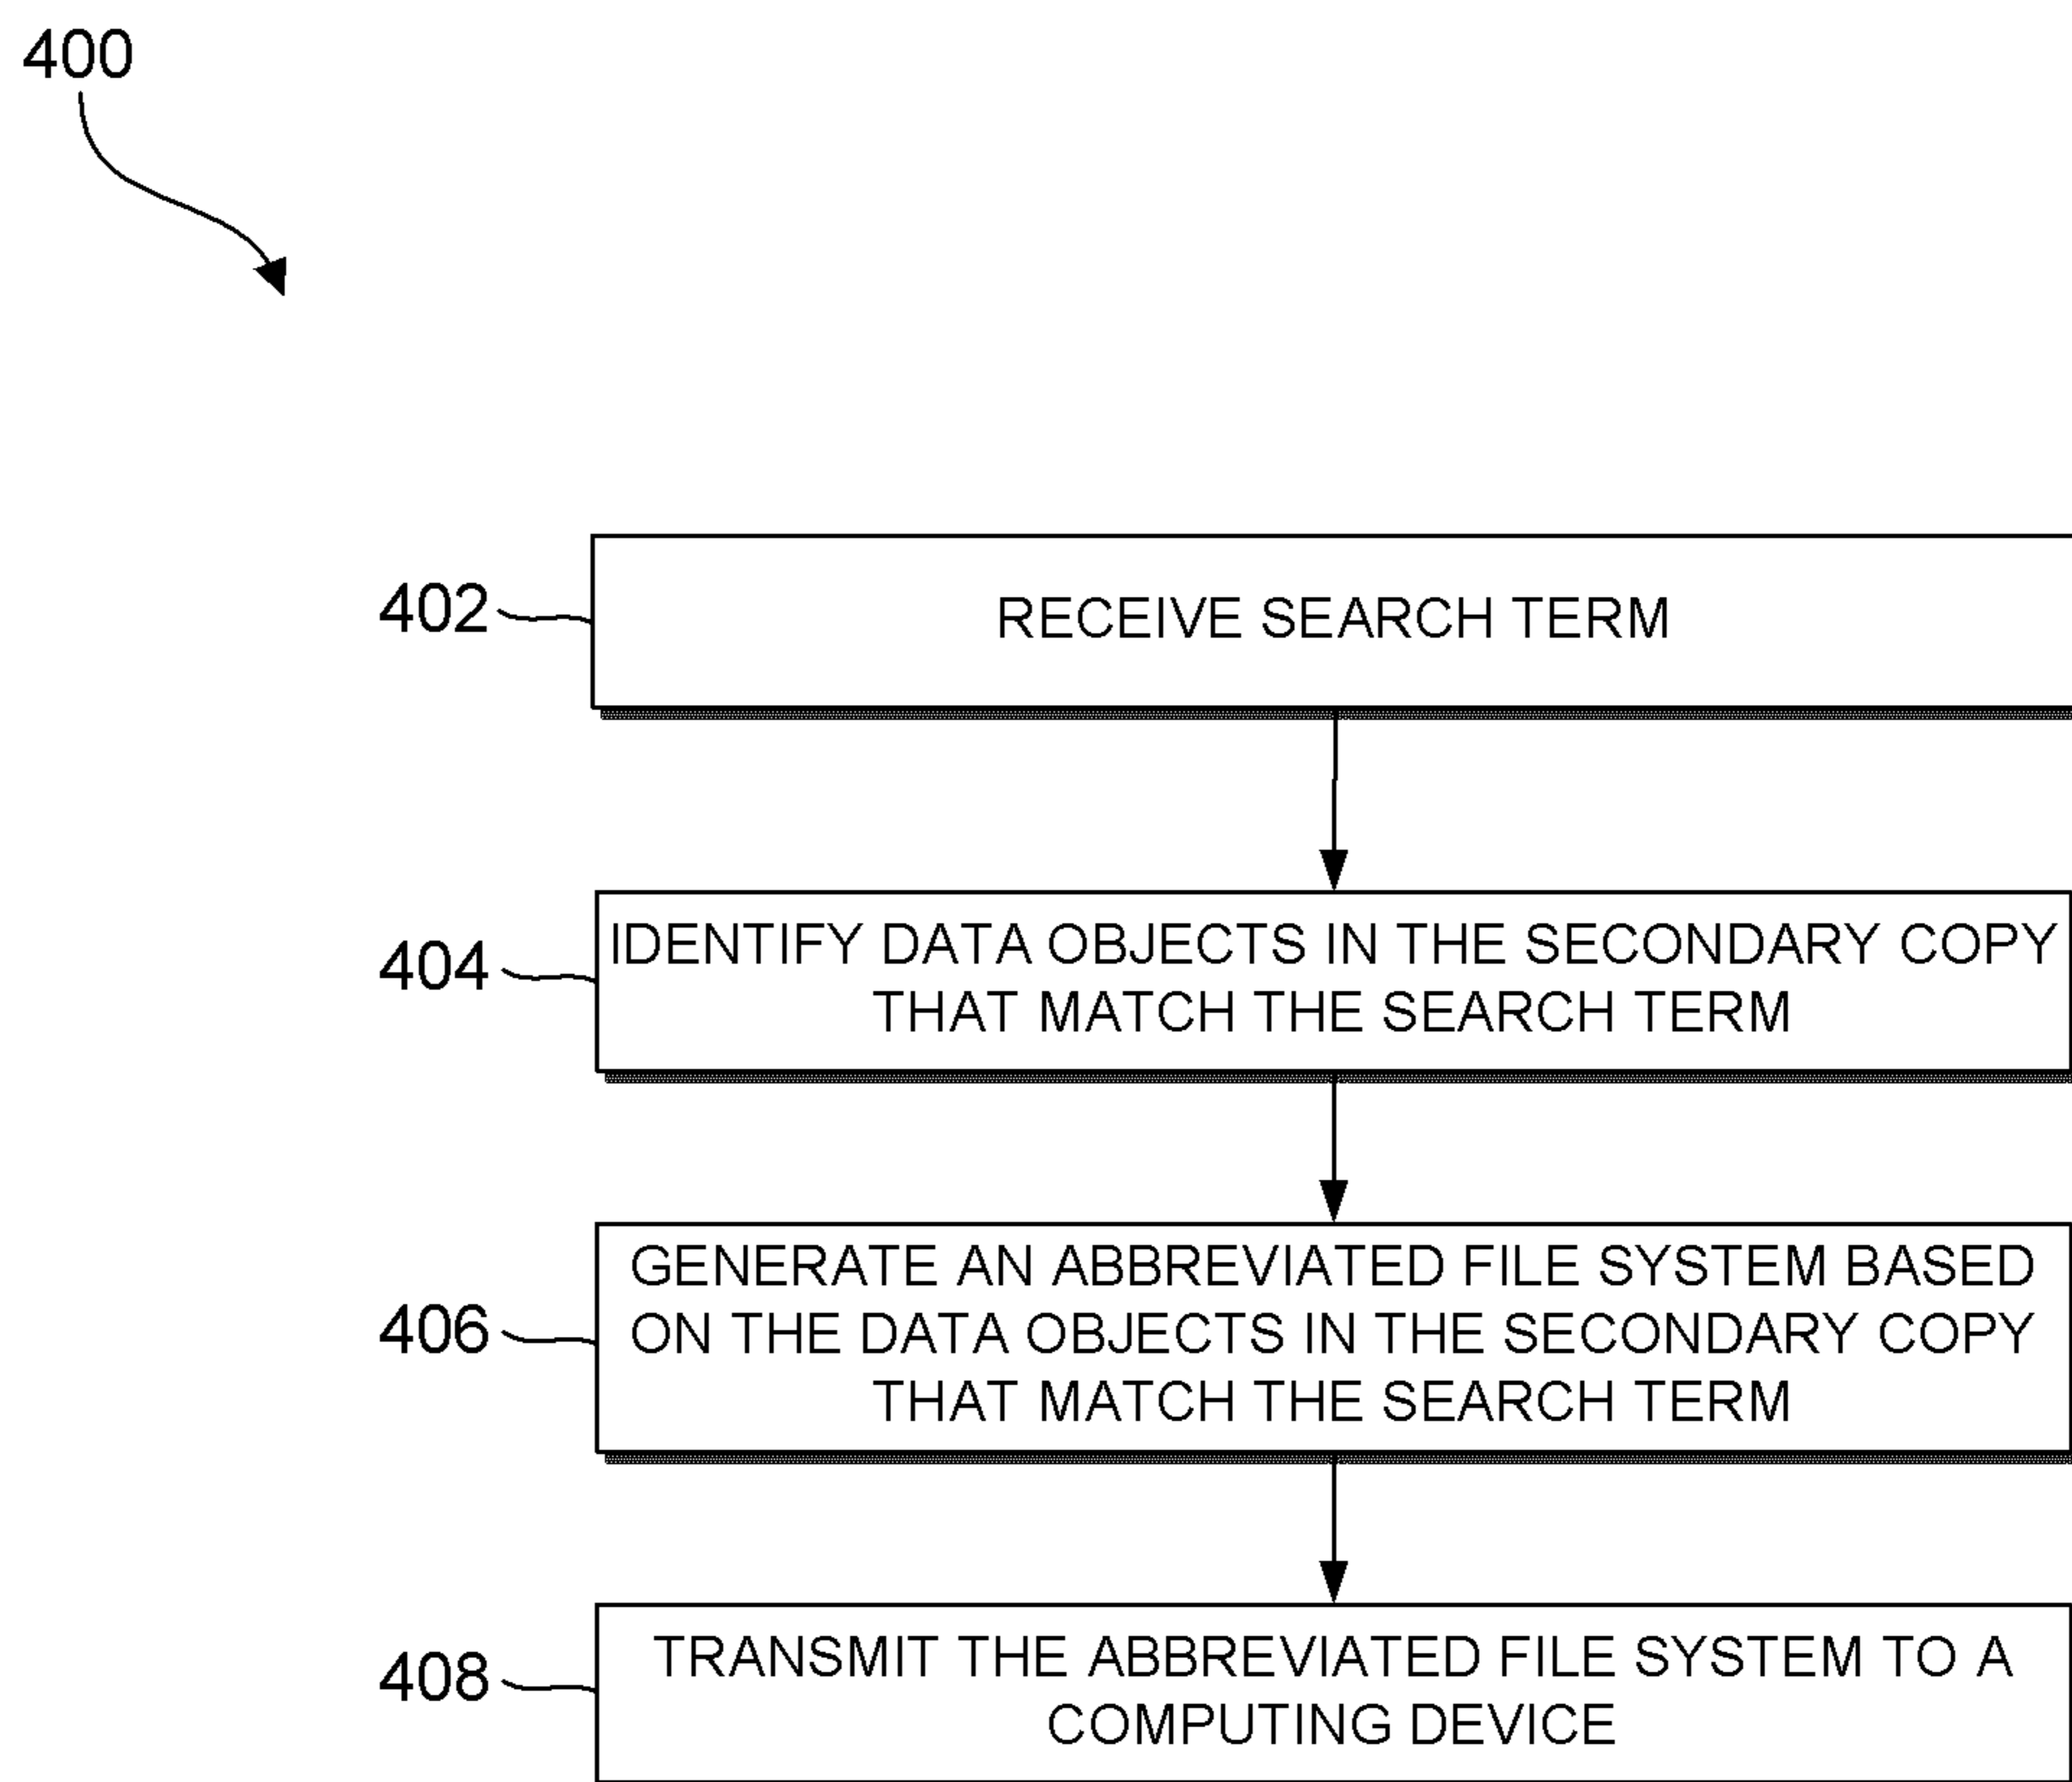 400
402
RECEIVE SEARCH TERM
404
IDENTIFY DATA OBJECTS IN THE SECONDARY COPY
THAT MATCH THE SEARCH TERM
406
GENERATE AN ABBREVIATED FILE SYSTEM BASED
ON THE DATA OBJECTS IN THE SECONDARY COPY
THAT MATCH THE SEARCH TERM
408
TRANSMIT THE ABBREVIATED FILE SYSTEM TO A
COMPUTING DEVICE